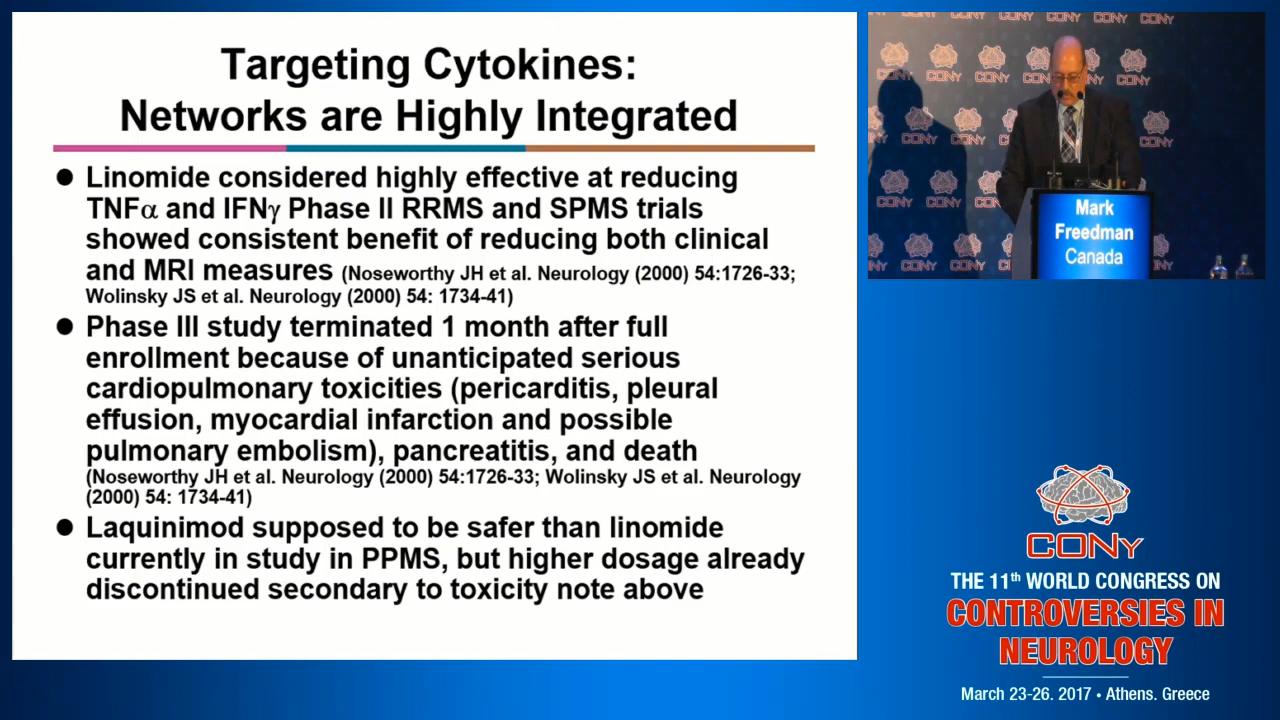 Targeting Cytokines:
Networks are Highly Integrated
● Linomide considered highly effective at reducing
TNFα and IFNγ Phase II RRMS and SPMS trials
showed consistent benefit of reducing both clinical
and MRI measures (Noseworthy JH et al. Neurology (2000) 54:1726-33;
Wolinsky JS et al. Neurology (2000) 54: 1734-41)
● Phase III study terminated 1 month after full
enrollment because of unanticipated serious
cardiopulmonary toxicities (pericarditis, pleural
effusion, myocardial infarction and possible
pulmonary embolism), pancreatitis, and death
(Noseworthy JH et al. Neurology (2000) 54:1726-33; Wolinsky JS et al. Neurology
(2000) 54: 1734-41)
● Laquinimod supposed to be safer than linomide
currently in study in PPMS, but higher dosage already
discontinued secondary to toxicity note above
CONy
Mark
Freedman
Canada
CONy
THE 11th WORLD CONGRESS ON
CONTROVERSIES IN
NEUROLOGY
March 23-26. 2017 • Athens. Greece